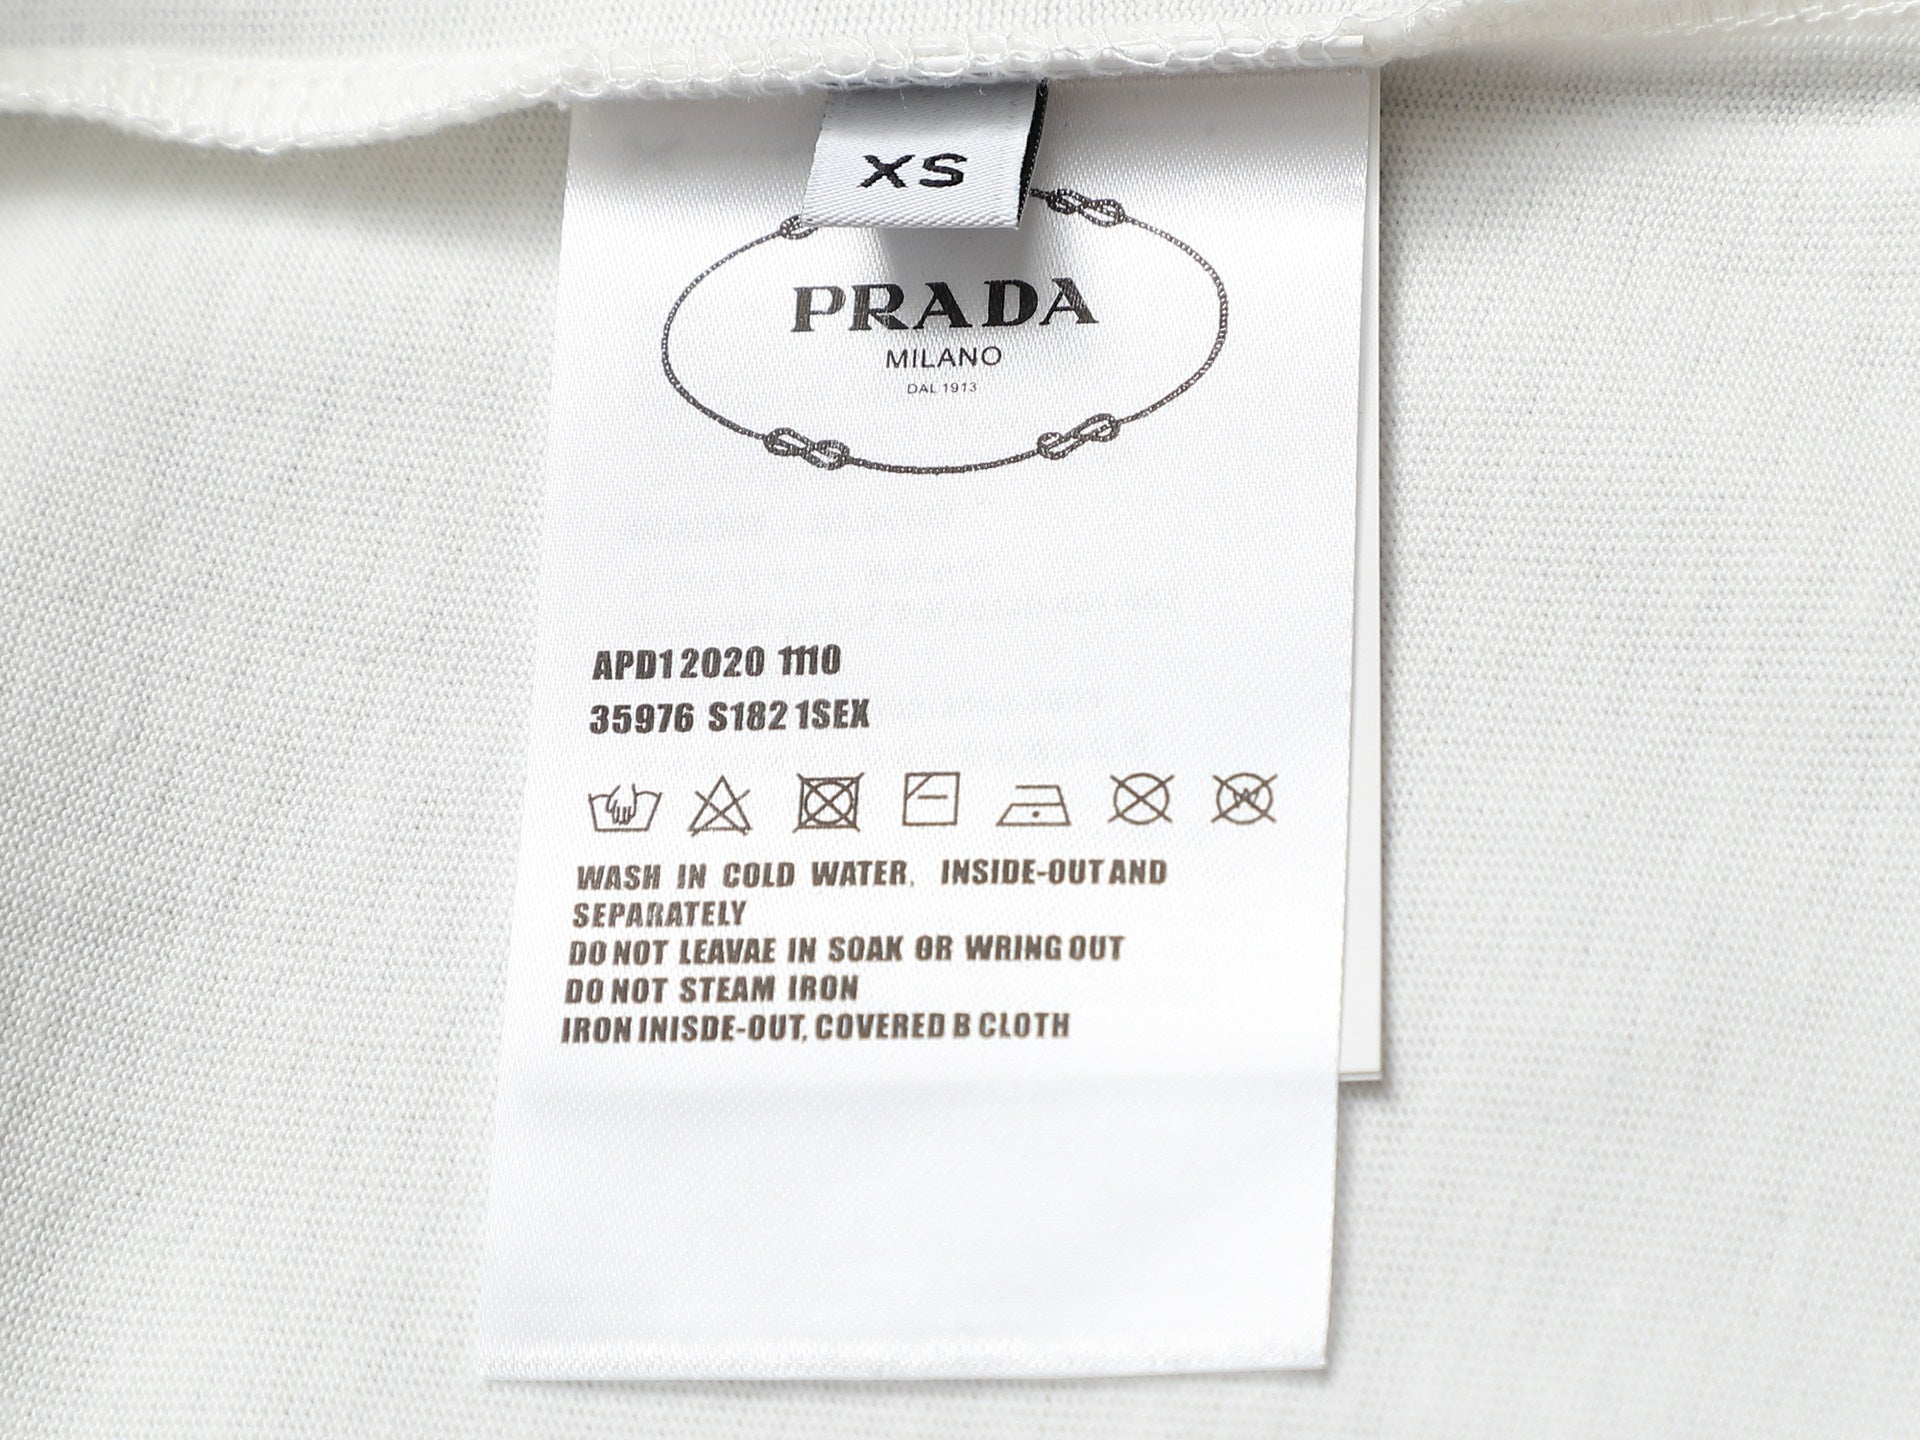 XS
PRADA
MILANO
DAL 1913
APD12020 1110
35976 S182 1SEX
WASH IN COLD WATER, INSIDE-OUT AND
SEPARATELY
DO NOT LEAVAE IN SOAK OR WRING OUT
DO NOT STEAM IRON
IRON INISDE-OUT, COVERED B CLOTH